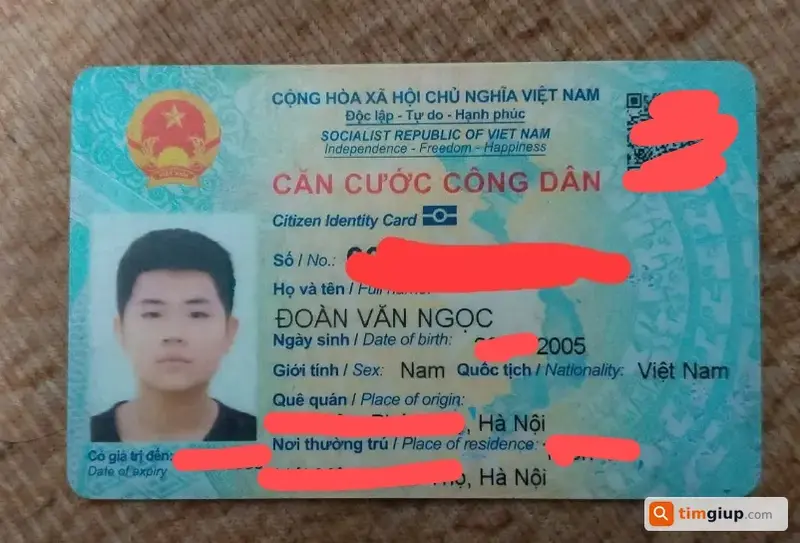 CỘNG HÒA XÃ HỘI CHỦ NGHĨA VIỆT NAM
Độc lập - Tự do - Hạnh phúc
SOCIALIST REPUBLIC OF VIET NAM
Independence - Freedom - Happiness
CĂN CƯỚC CÔNG DÂN
Citizen Identity Card
Số / No.:
Họ và tên / Full name:
ĐOÀN VĂN NGỌC
Ngày sinh / Date of birth: 2005
Giới tính / Sex: Nam Quốc tịch / Nationality: Việt Nam
Quê quán / Place of origin:
, Hà Nội
Nơi thường trú / Place of residence:
, Hà Nội
Có giá trị đến:
Date of expiry
timgiup.com